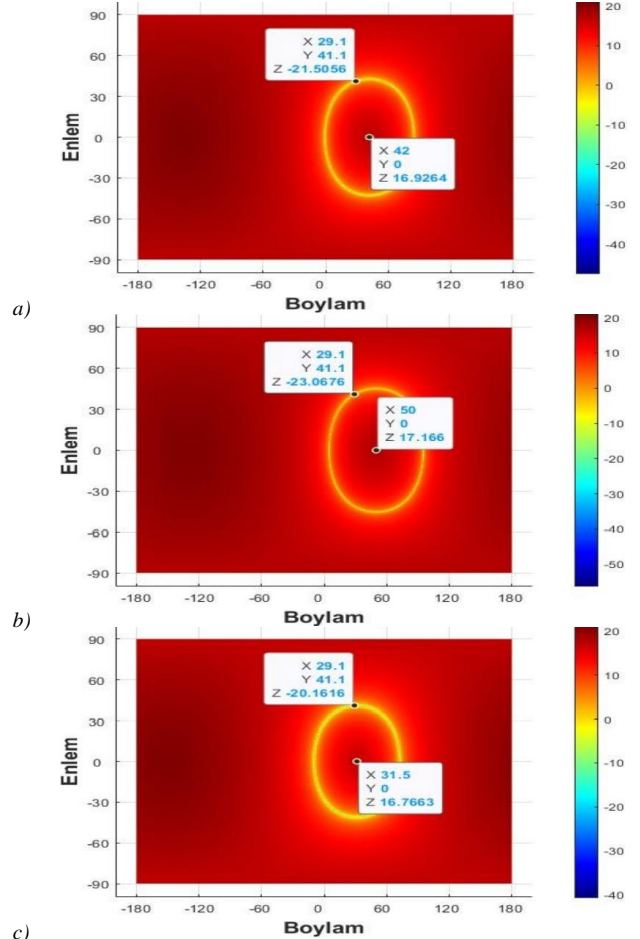 90
60
30
0
-30
-60
-90
Enlem
X 29.1
Y 41.1
Z -21.5056
X 42
Y 0
Z 16.9264
-180
-120
-60
0
60
120
180
Boylam
20
10
0
-10
-20
-30
-40
a)
90
60
30
0
-30
-60
-90
Enlem
X 29.1
Y 41.1
Z -23.0676
X 50
Y 0
Z 17.166
-180
-120
-60
0
60
120
180
Boylam
20
10
0
-10
-20
-30
-40
-50
b)
90
60
30
0
-30
-60
-90
Enlem
X 29.1
Y 41.1
Z -20.1616
X 31.5
Y 0
Z 16.7663
-180
-120
-60
0
60
120
180
Boylam
20
10
0
-10
-20
-30
-40
c)